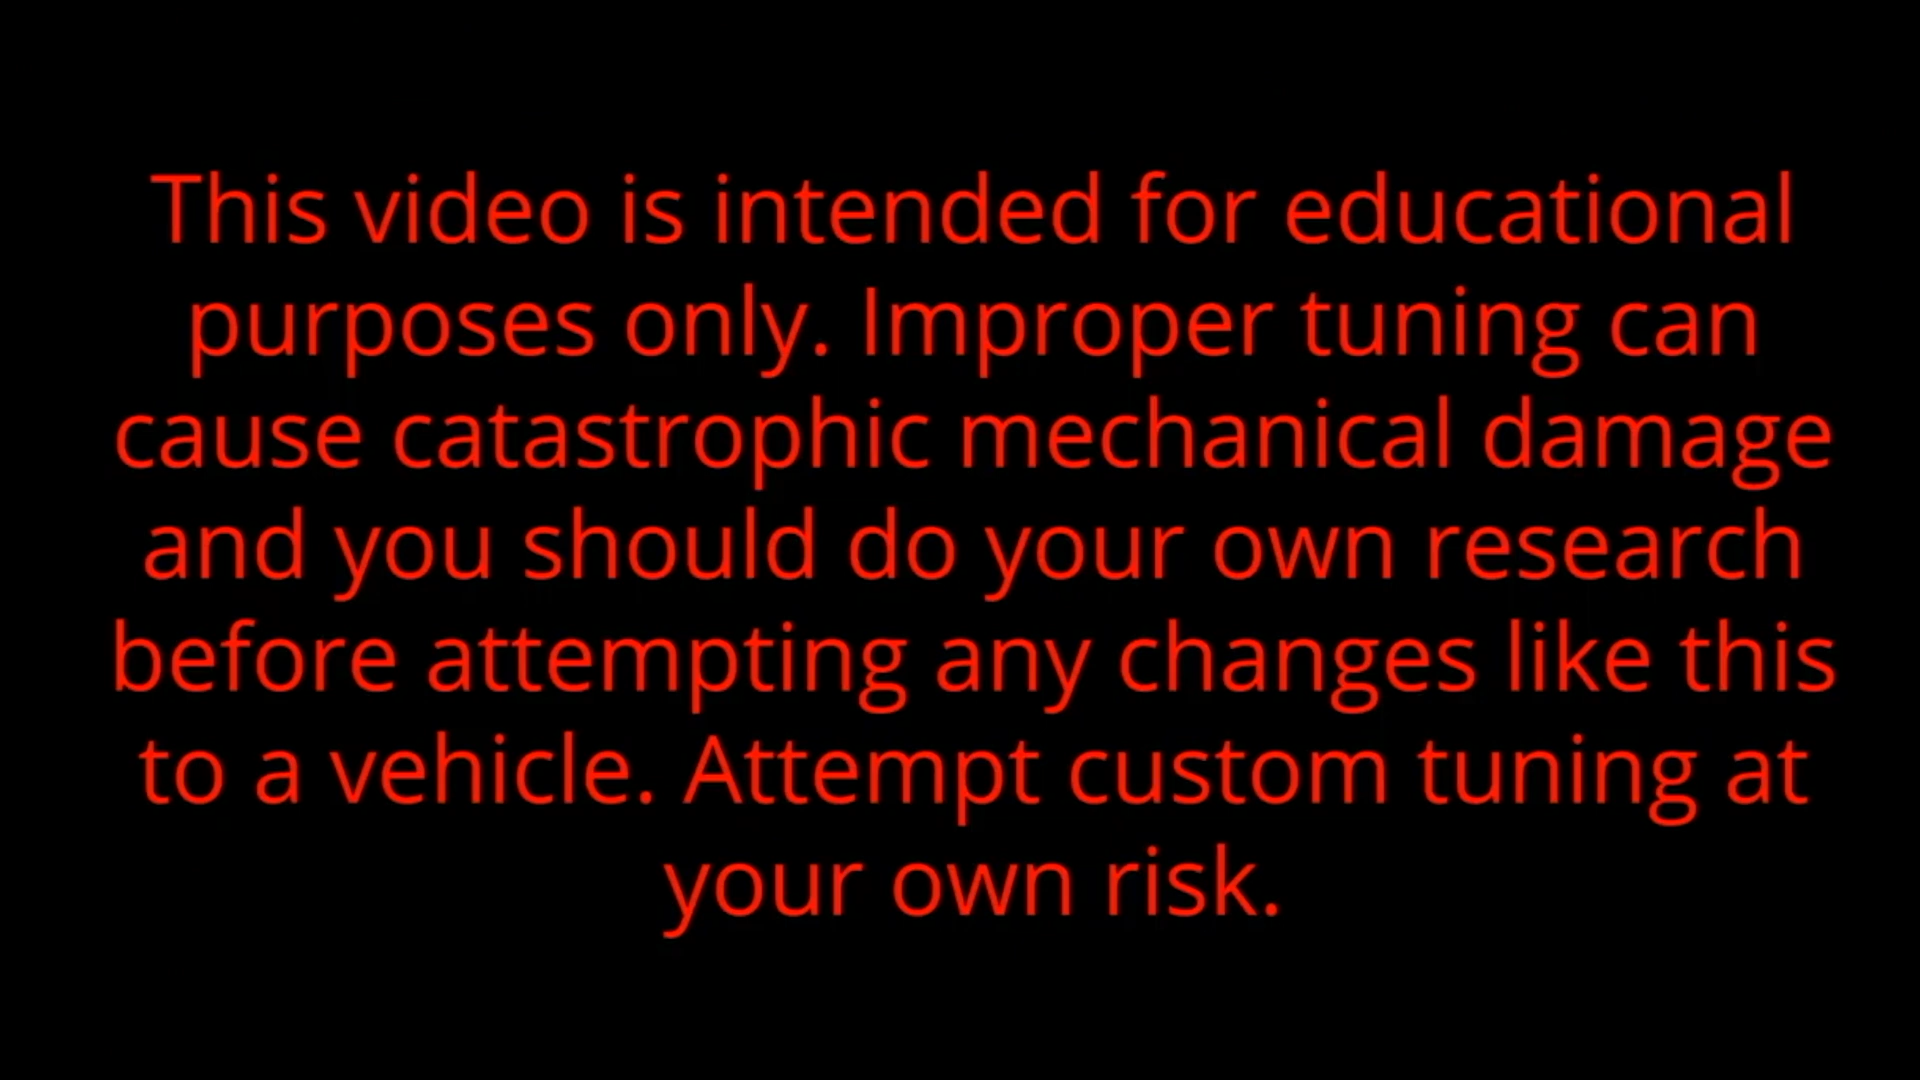 This video is intended for educational
purposes only. Improper tuning can
cause catastrophic mechanical damage
and you should do your own research
before attempting any changes like this
to a vehicle. Attempt custom tuning at
your own risk.